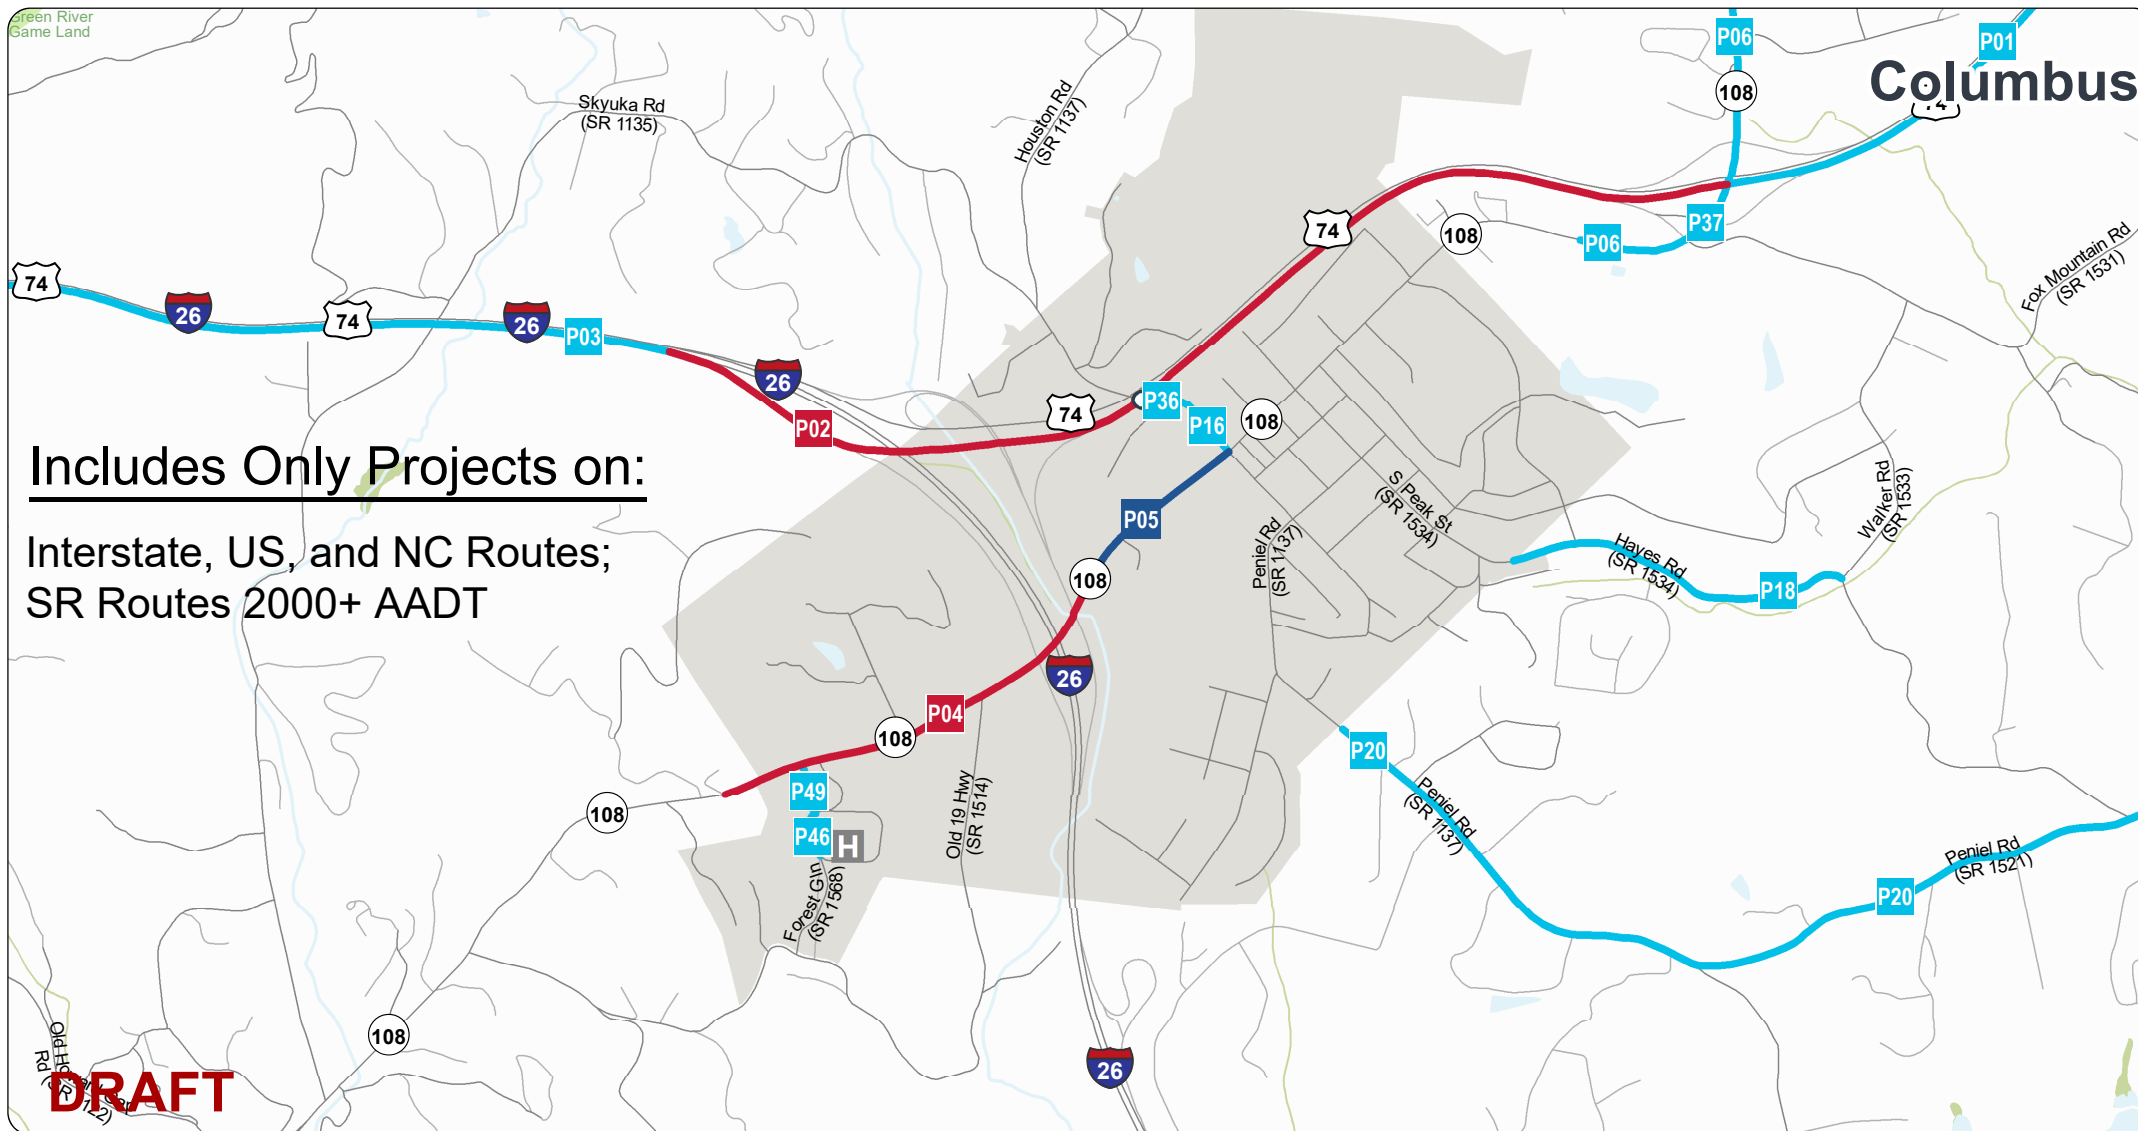 Green River
Game Land
P06
P01
Columbus
108
74
Skyuka Rd
(SR 1135)
Houston Rd
(SR 1137)
74
108
P06
P37
Fox Mountain Rd
(SR 1531)
74
26
74
26
P03
26
P02
74
P36
P16
108
Includes Only Projects on:
Interstate, US, and NC Routes;
SR Routes 2000+ AADT
S Peak St
(SR 1534)
Walker Rd
(SR 1533)
P05
Peniel Rd
(SR 1137)
108
Hayes Rd
(SR 1534)
P18
26
P04
108
P20
P49
108
P46
H
Old 19 Hwy
(SR 1514)
Peniel Rd
(SR 1137)
Peniel Rd
(SR 1521)
P20
Forest Gln
(SR 1568)
108
26
Rd
DRAFT